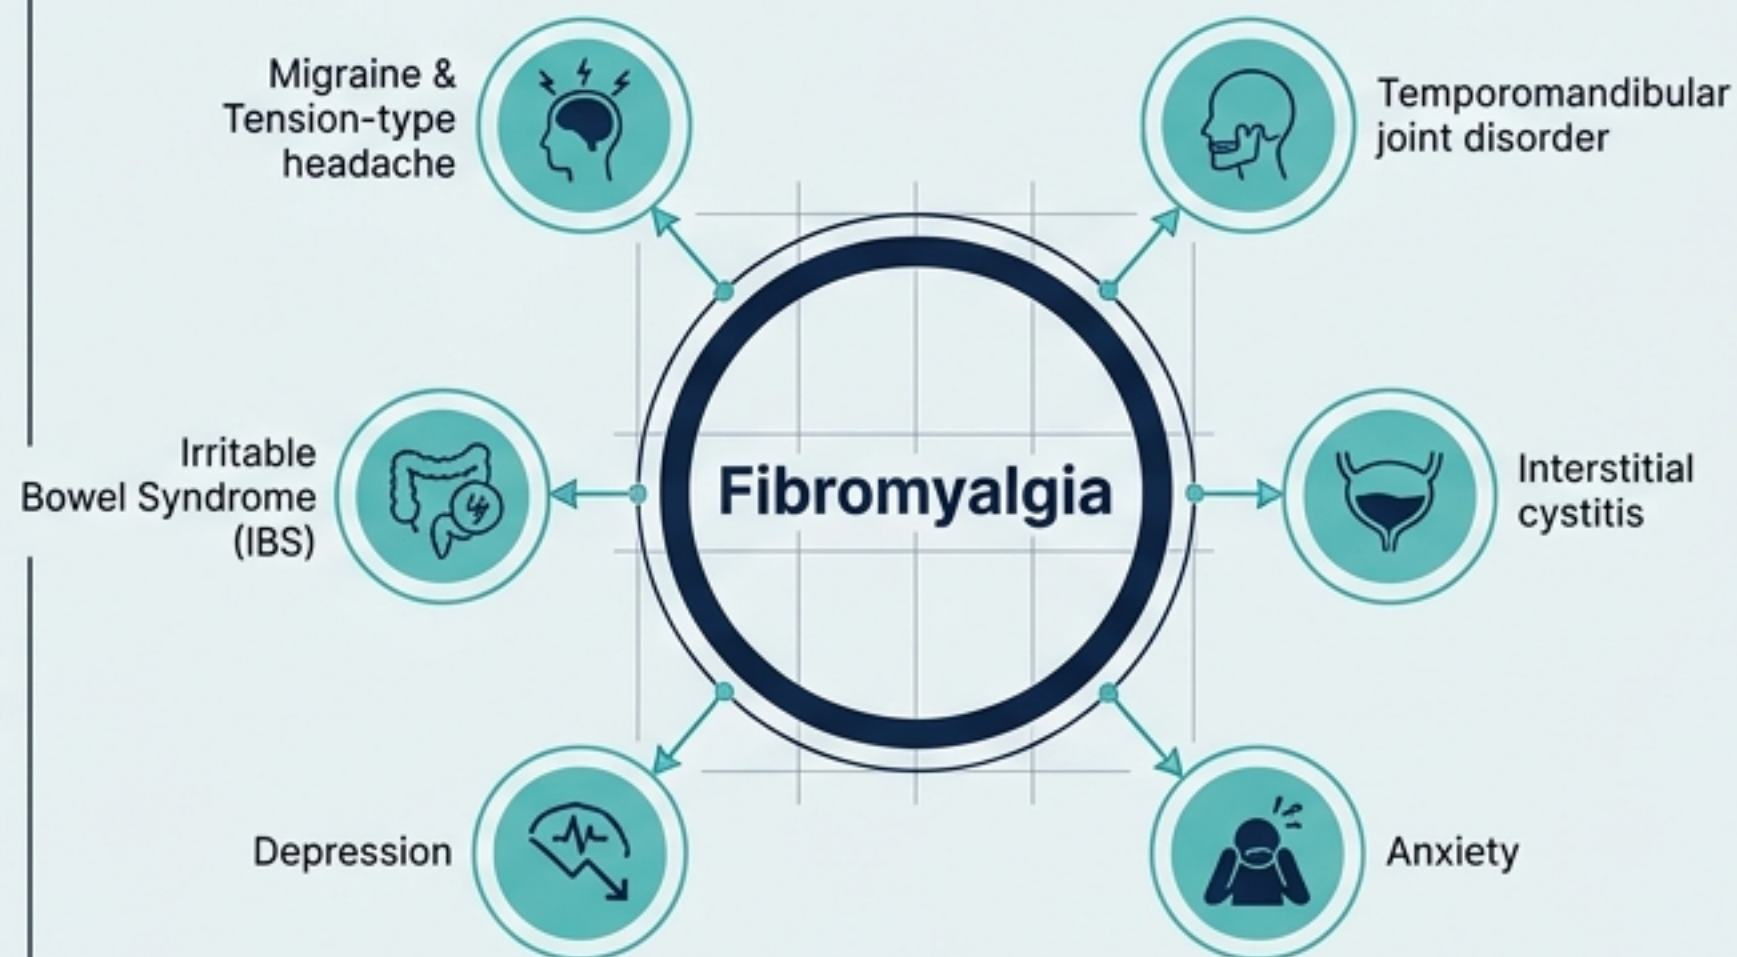 Migraine &
Tension-type
headache
Temporomandibular
joint disorder
Irritable
Bowel Syndrome
(IBS)
Fibromyalgia
Interstitial
cystitis
Depression
Anxiety